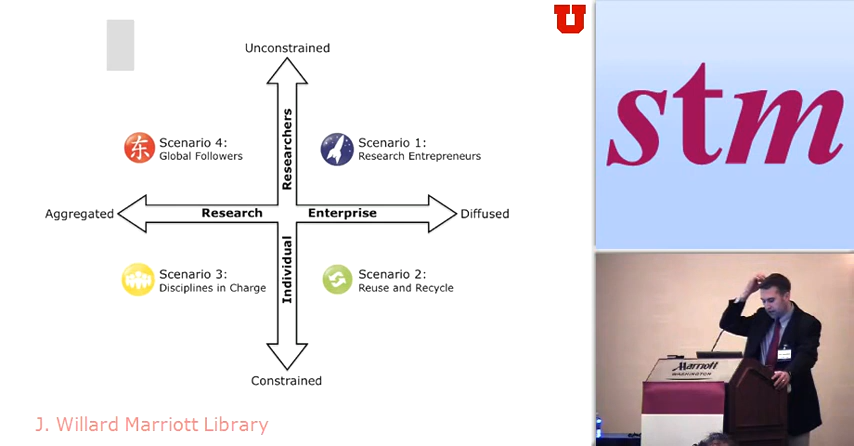 U
stm
Unconstrained
Researchers
东
Scenario 4:
Global Followers
Scenario 1:
Research Entrepreneurs
Aggregated
Research
Enterprise
Diffused
Individual
Scenario 3:
Disciplines in Charge
Scenario 2:
Reuse and Recycle
Constrained
J. Willard Marriott Library
Marriott
WASHINGTON